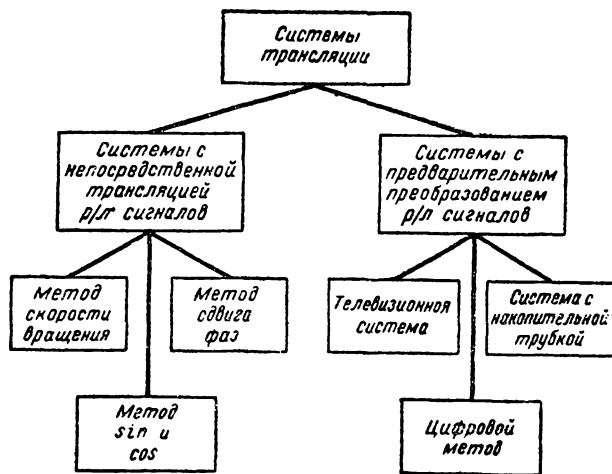 Системы
трансляции
Системы с
непосредственной
трансляцией
р/л сигналов
Системы с
предварительным
преобразованием
р/л сигналов
Метод
скорости
вращения
Метод
сдвига
фаз
Телевизионная
система
Система с
накопительной
трубкой
Метод
sin и
cos
Цифровой
метов